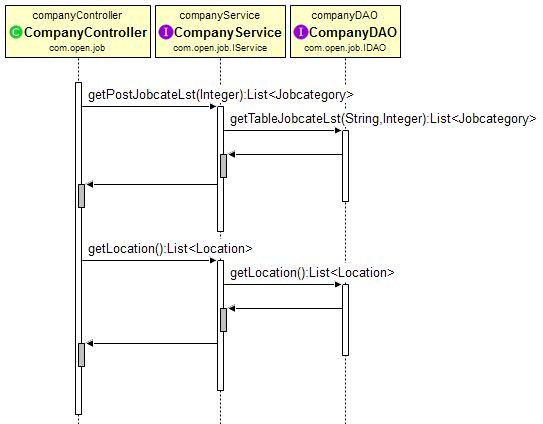 companyController
C CompanyController
com.open.job
companyService
I CompanyService
com.open.job.IService
companyDAO
I CompanyDAO
com.open.job.IDAO
getPostJobcateLst(Integer):List<Jobcategory>
getTableJobcateLst(String,Integer):List<Jobcategory>
getLocation():List<Location>
getLocation():List<Location>